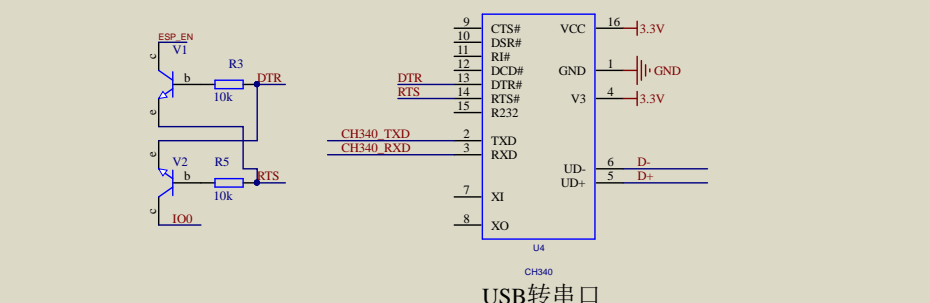 ESP_EN
V1
c
b
e
R3
10k
DTR
e
V2
b
c
R5
10k
RTS
IO0
DTR
RTS
CH340_TXD
CH340_RXD
9 CTS#
10 DSR#
11 RI#
12 DCD#
13 DTR#
14 RTS#
15 R232
2 TXD
3 RXD
7 XI
8 XO
VCC 16 3.3V
GND 1 GND
V3 4 3.3V
UD- 6 D-
UD+ 5 D+
U4
CH340
USB转串口